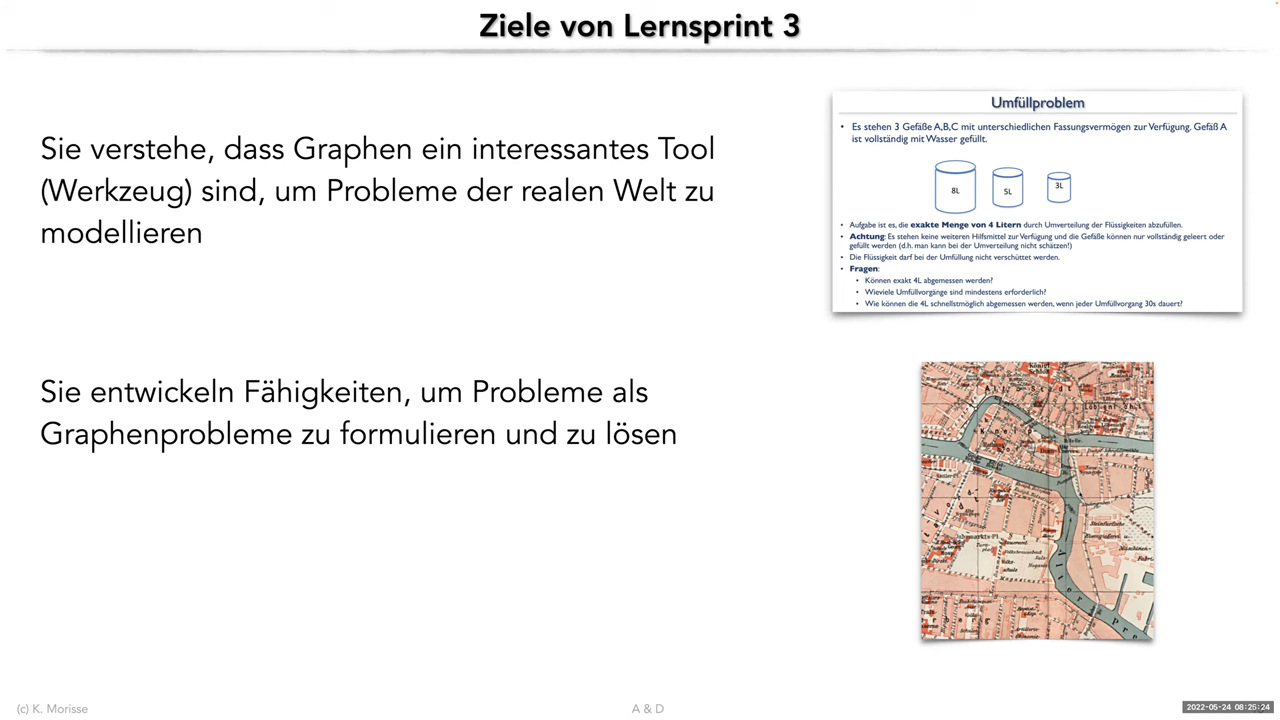 Ziele von Lernsprint 3
Sie verstehe, dass Graphen ein interessantes Tool
(Werkzeug) sind, um Probleme der realen Welt zu
modellieren
Umfüllproblem
• Es stehen 3 Gefäße A,B,C mit unterschiedlichen Fassungsvermögen zur Verfügung. Gefäß A
ist vollständig mit Wasser gefüllt.
8L
5L
3L
• Aufgabe ist es, die exakte Menge von 4 Litern durch Umverteilung der Flüssigkeiten abzufüllen.
• Achtung: Es stehen keine weiteren Hilfsmittel zur Verfügung und die Gefäße können nur vollständig geleert oder
gefüllt werden (d.h. man kann bei der Umverteilung nicht schätzen!)
• Die Flüssigkeit darf bei der Umfüllung nicht verschüttet werden.
• Fragen:
• Können exakt 4L abgemessen werden?
• Wieviele Umfüllvorgänge sind mindestens erforderlich?
• Wie können die 4L schnellstmöglich abgemessen werden, wenn jeder Umfüllvorgang 30s dauert?
Sie entwickeln Fähigkeiten, um Probleme als
Graphenprobleme zu formulieren und zu lösen
(c) K. Morisse
A & D
2022-05-24 08:25:24